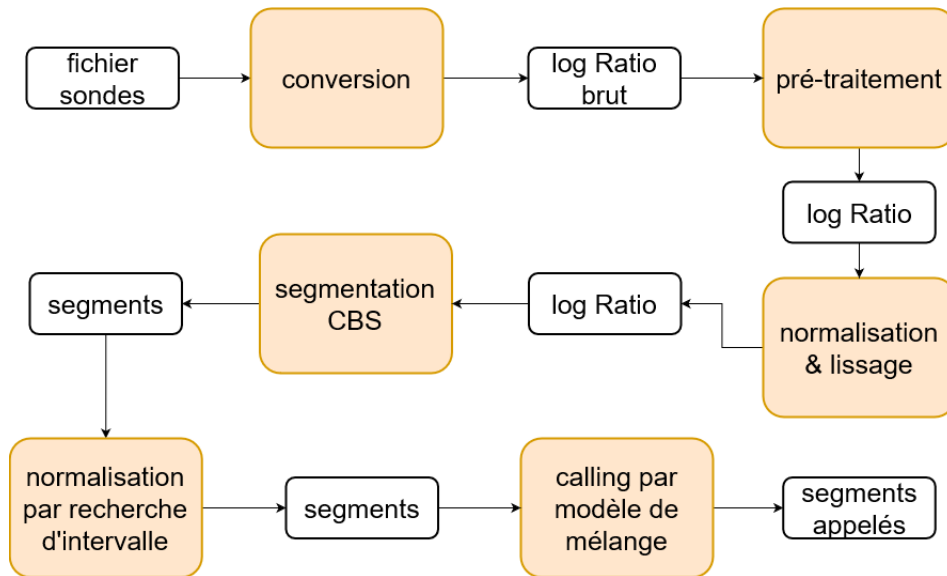 fichier
sondes
conversion
log Ratio
brut
pré-traitement
log Ratio
normalisation
& lissage
log Ratio
segmentation
CBS
segments
normalisation
par recherche
d'intervalle
segments
calling par
modèle de
mélange
segments
appelés